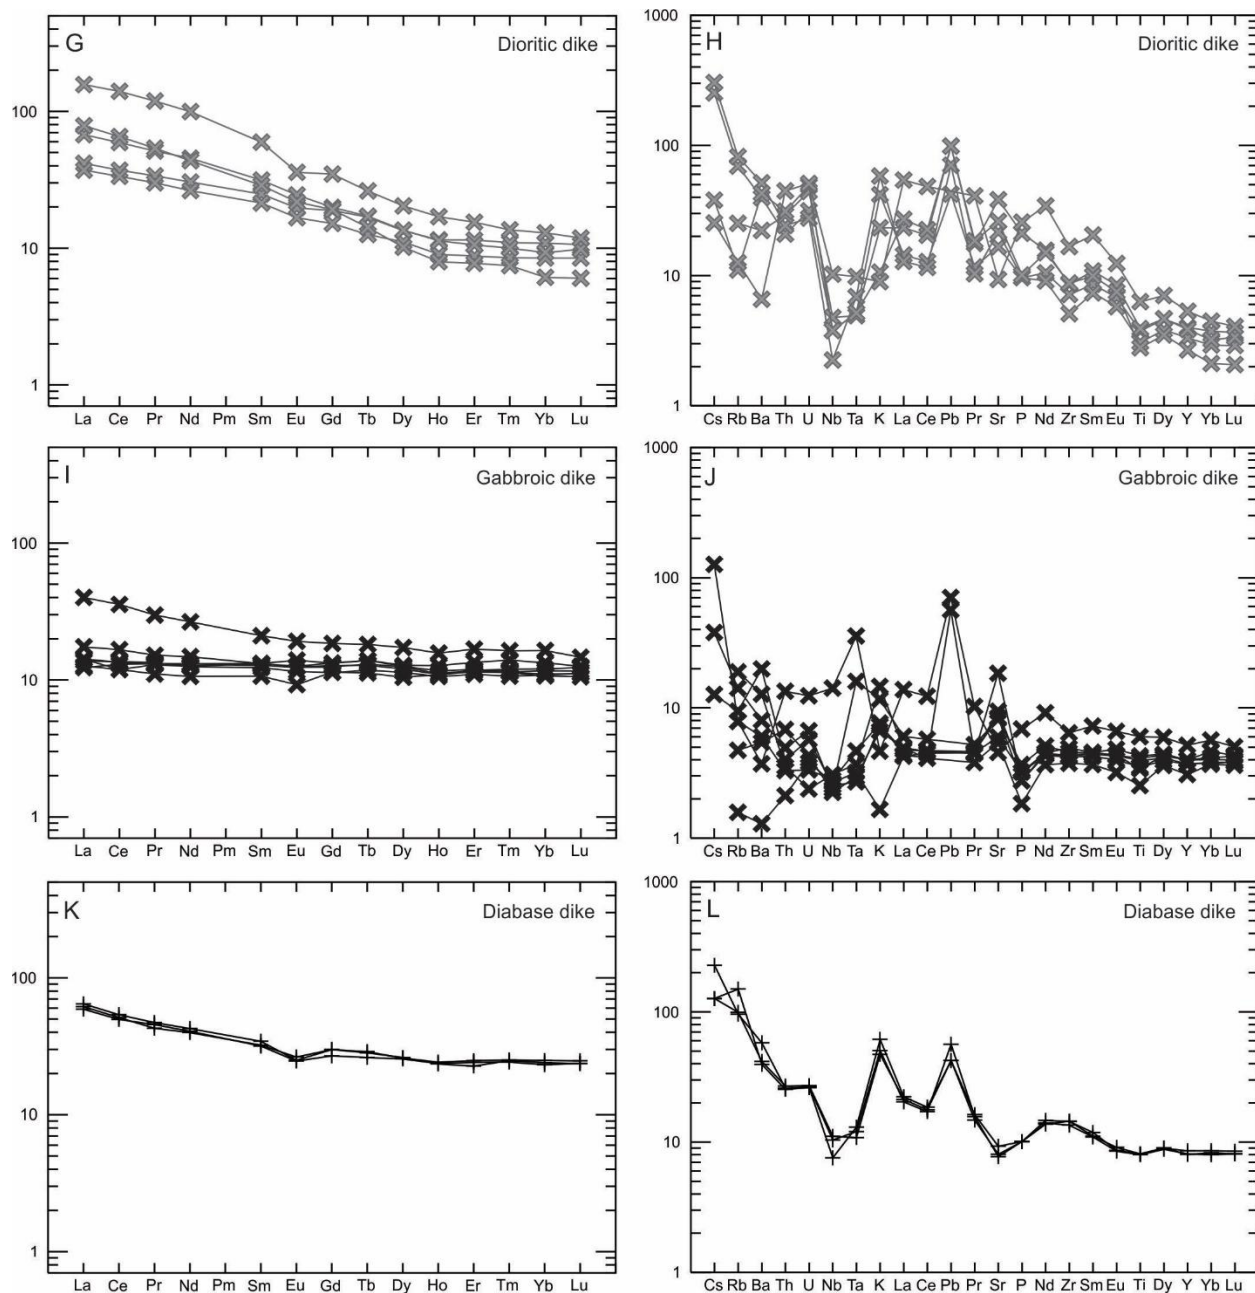 G
Dioritic dike
100
10
1
La Ce Pr Nd Pm Sm Eu Gd Tb Dy Ho Er Tm Yb Lu
H
Dioritic dike
1000
100
10
1
Cs Rb Ba Th U Nb Ta K La Ce Pb Pr Sr P Nd Zr Sm Eu Ti Dy Y Yb Lu
I
Gabbroic dike
100
10
1
La Ce Pr Nd Pm Sm Eu Gd Tb Dy Ho Er Tm Yb Lu
J
Gabbroic dike
1000
100
10
1
Cs Rb Ba Th U Nb Ta K La Ce Pb Pr Sr P Nd Zr Sm Eu Ti Dy Y Yb Lu
K
Diabase dike
100
10
1
La Ce Pr Nd Pm Sm Eu Gd Tb Dy Ho Er Tm Yb Lu
L
Diabase dike
1000
100
10
1
Cs Rb Ba Th U Nb Ta K La Ce Pb Pr Sr P Nd Zr Sm Eu Ti Dy Y Yb Lu